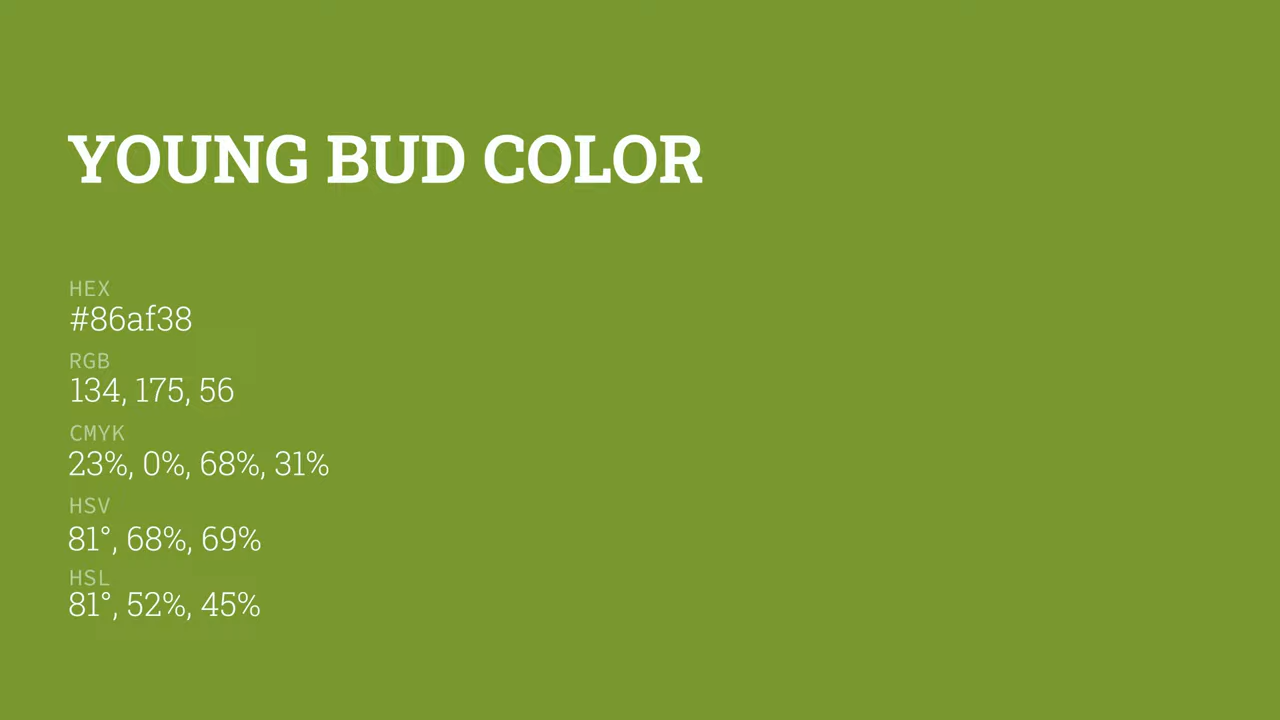 YOUNG BUD COLOR
HEX
#86af38
RGB
134, 175, 56
CMYK
23%, 0%, 68%, 31%
HSV
81°, 68%, 69%
HSL
81°, 52%, 45%